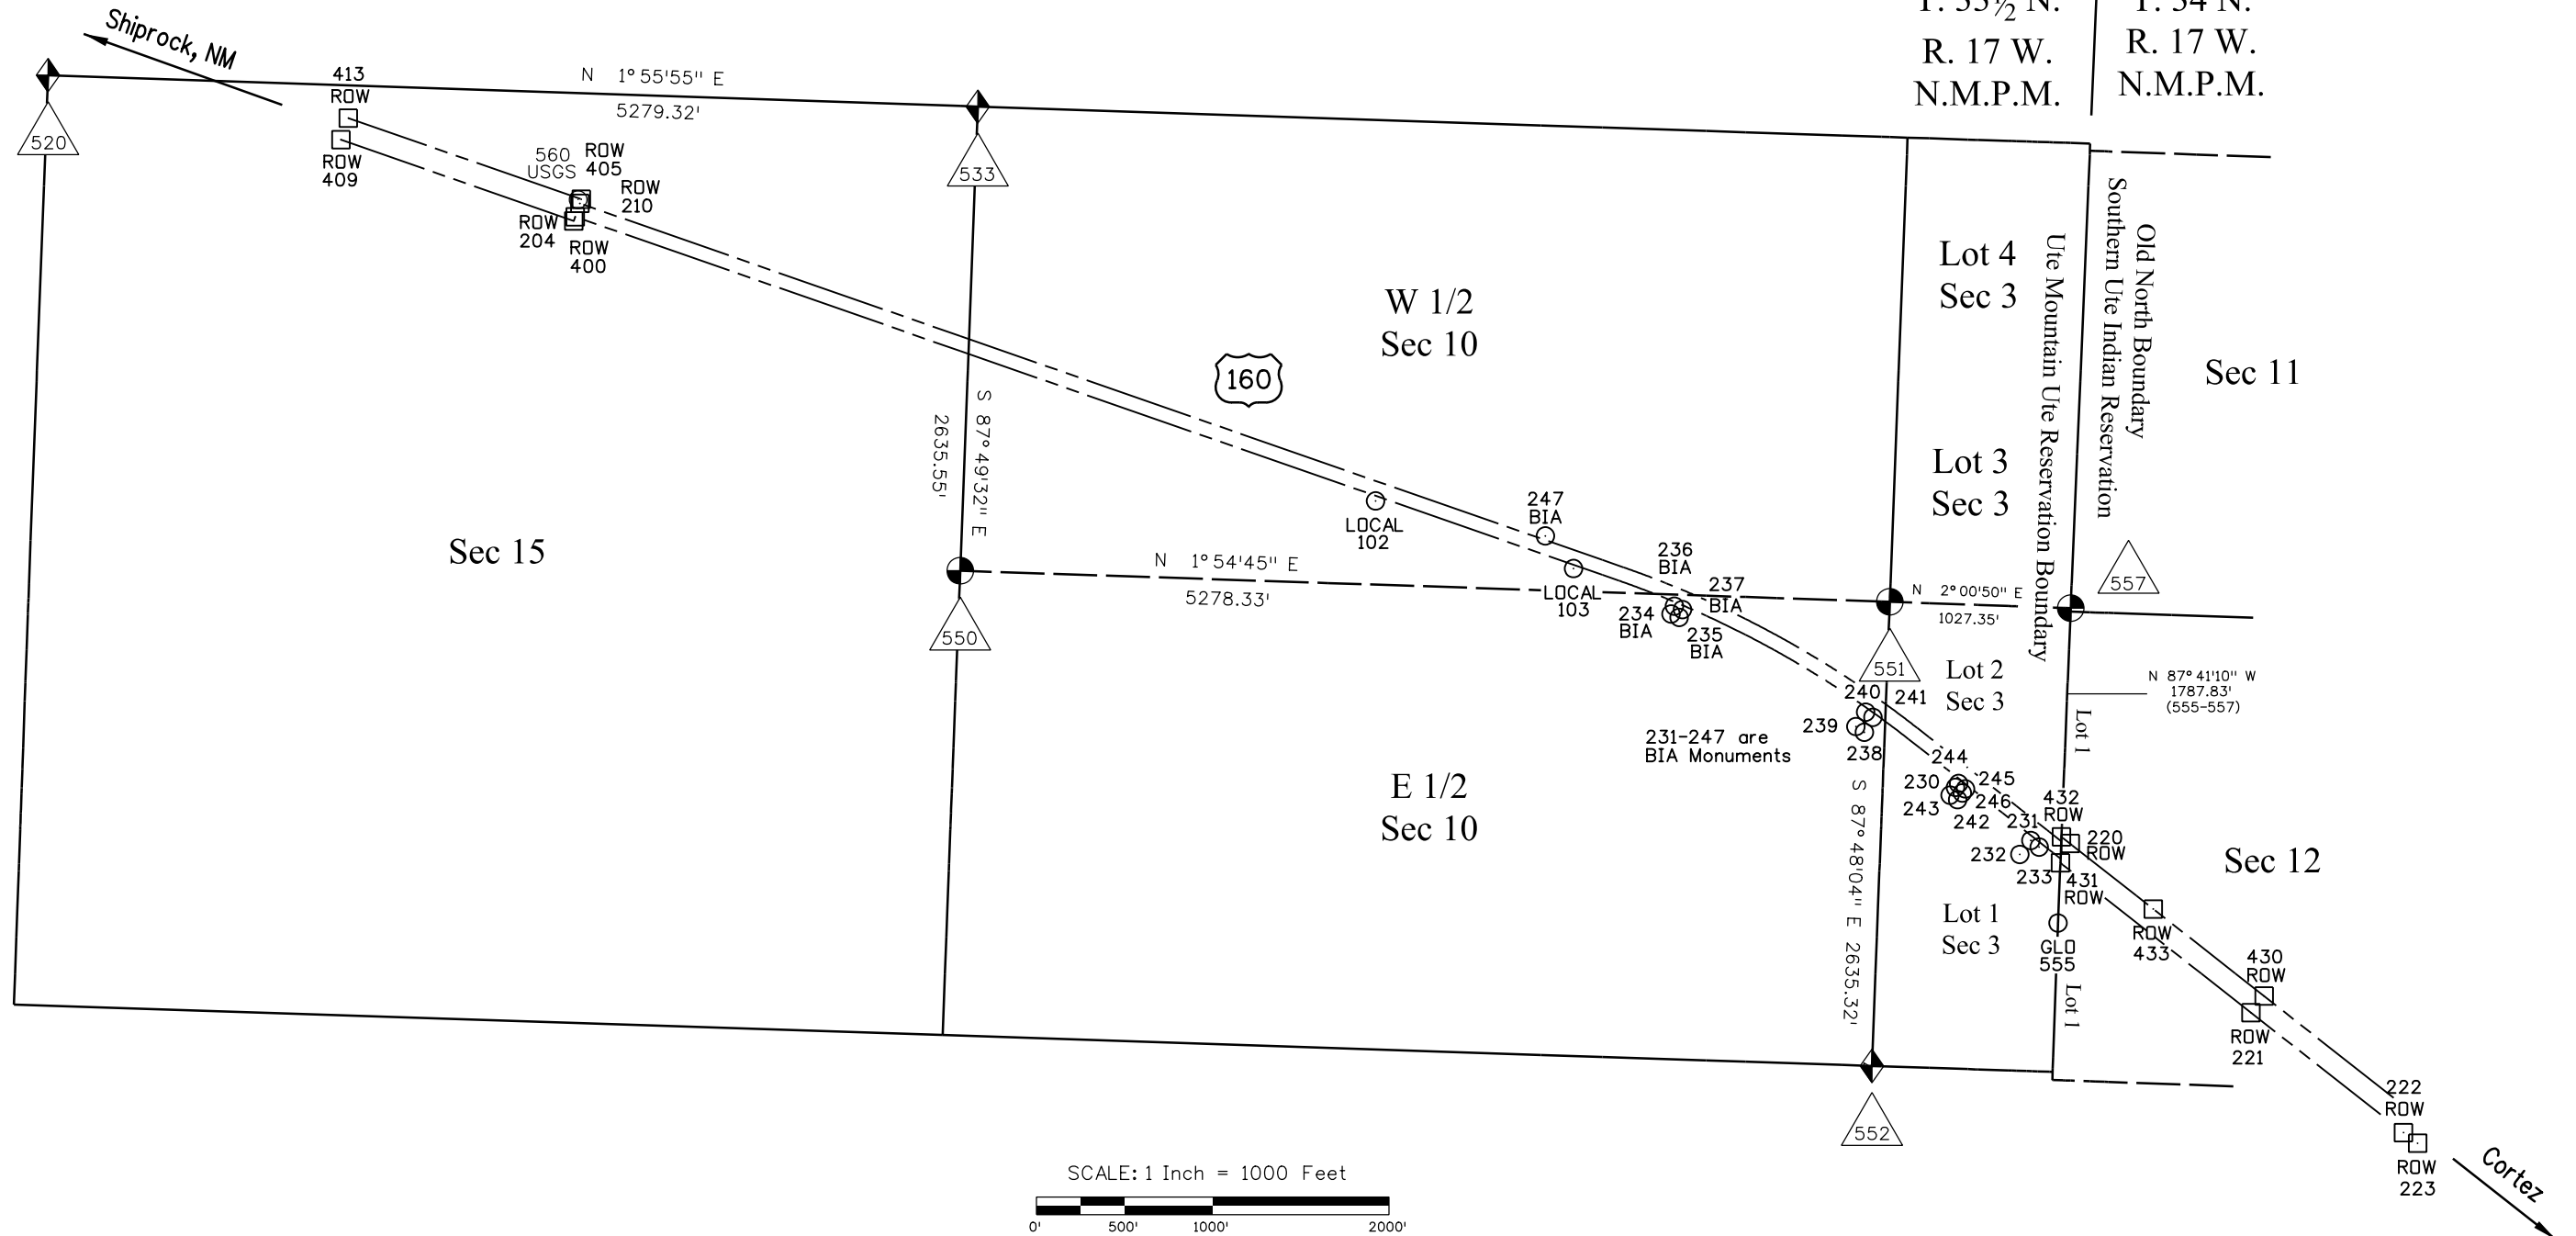 T. 33½ N.
R. 17 W.
N.M.P.M.
T. 34 N.
R. 17 W.
N.M.P.M.
Shiprock, NM
413
ROW
N 1°55'55" E
5279.32'
520
ROW
409
560
USGS
ROW
405
ROW
210
ROW
204
ROW
400
533
W 1/2
Sec 10
160
Lot 4
Sec 3
Ute Mountain Ute Reservation Boundary
Southern Ute Indian Reservation
Old North Boundary
Sec 11
S 87°49'32" E
2635.55'
Lot 3
Sec 3
Sec 15
LOCAL
102
247
BIA
N 1°54'45" E
5278.33'
LOCAL
103
236
BIA
237
BIA
234
BIA
235
BIA
N 2°00'50" E
1027.35'
557
550
551
Lot 2
Sec 3
N 87°41'10" W
1787.83'
(555-557)
Lot 1
240
241
239
238
231-247 are
BIA Monuments
244
230
245
243
246
242
231
432
ROW
220
ROW
232
233
431
ROW
E 1/2
Sec 10
S 87°48'04" E 2635.32'
Sec 12
Lot 1
Sec 3
GLO
555
Lot 1
ROW
433
430
ROW
ROW
221
222
ROW
552
ROW
223
Cortez
SCALE: 1 Inch = 1000 Feet
0' 500' 1000' 2000'